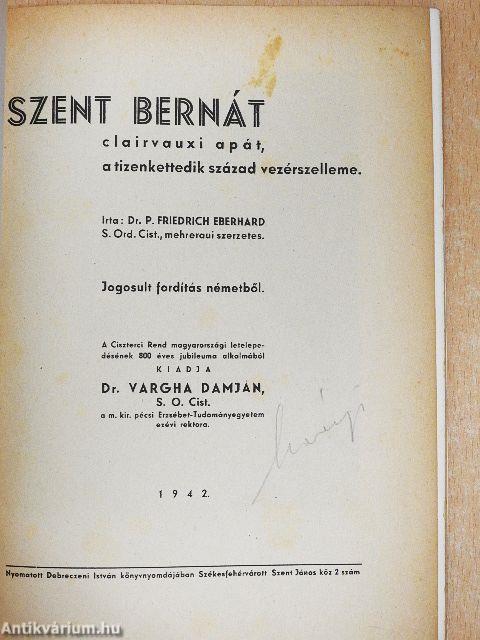 SZENT BERNÁT
clairvauxi apát,
a tizenkettedik század vezérszelleme.
Irta: Dr. P. FRIEDRICH EBERHARD
S. Ord. Cist., mehreraui szerzetes.
Jogosult fordítás németből.
A Ciszterci Rend magyarországi letelepe-
désének 800 éves jubileuma alkalmából
KIADJA
Dr. VARGHA DAMJÁN,
S. O. Cist.
a m. kir. pécsi Erzsébet-Tudományegyetem
ezévi rektora.
1942.
Nyomatott Debreczeni István könyvnyomdájában Székesfehérvárott Szent János köz 2 szám
Antikvárium.hu